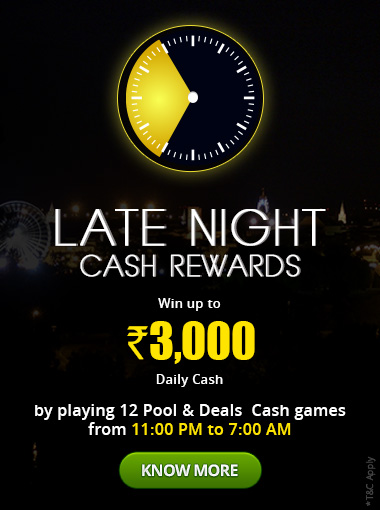 LATE NIGHT
CASH REWARDS
Win up to
₹3,000
Daily Cash
by playing 12 Pool & Deals Cash games
from 11:00 PM to 7:00 AM
KNOW MORE
*T&C Apply